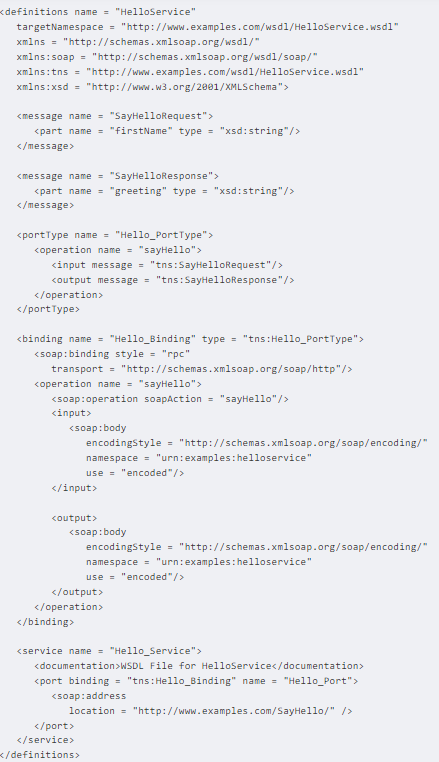 <definitions name = "HelloService"
   targetNamespace = "http://www.examples.com/wsdl/HelloService.wsdl"
   xmlns = "http://schemas.xmlsoap.org/wsdl/"
   xmlns:soap = "http://schemas.xmlsoap.org/wsdl/soap/"
   xmlns:tns = "http://www.examples.com/wsdl/HelloService.wsdl"
   xmlns:xsd = "http://www.w3.org/2001/XMLSchema">

   <message name = "SayHelloRequest">
      <part name = "firstName" type = "xsd:string"/>
   </message>

   <message name = "SayHelloResponse">
      <part name = "greeting" type = "xsd:string"/>
   </message>

   <portType name = "Hello_PortType">
      <operation name = "sayHello">
         <input message = "tns:SayHelloRequest"/>
         <output message = "tns:SayHelloResponse"/>
      </operation>
   </portType>

   <binding name = "Hello_Binding" type = "tns:Hello_PortType">
      <soap:binding style = "rpc"
         transport = "http://schemas.xmlsoap.org/soap/http"/>
      <operation name = "sayHello">
         <soap:operation soapAction = "sayHello"/>
         <input>
            <soap:body
               encodingStyle = "http://schemas.xmlsoap.org/soap/encoding/"
               namespace = "urn:examples:helloservice"
               use = "encoded"/>
         </input>

         <output>
            <soap:body
               encodingStyle = "http://schemas.xmlsoap.org/soap/encoding/"
               namespace = "urn:examples:helloservice"
               use = "encoded"/>
         </output>
      </operation>
   </binding>

   <service name = "Hello_Service">
      <documentation>WSDL File for HelloService</documentation>
      <port binding = "tns:Hello_Binding" name = "Hello_Port">
         <soap:address
            location = "http://www.examples.com/SayHello/" />
      </port>
   </service>
</definitions>